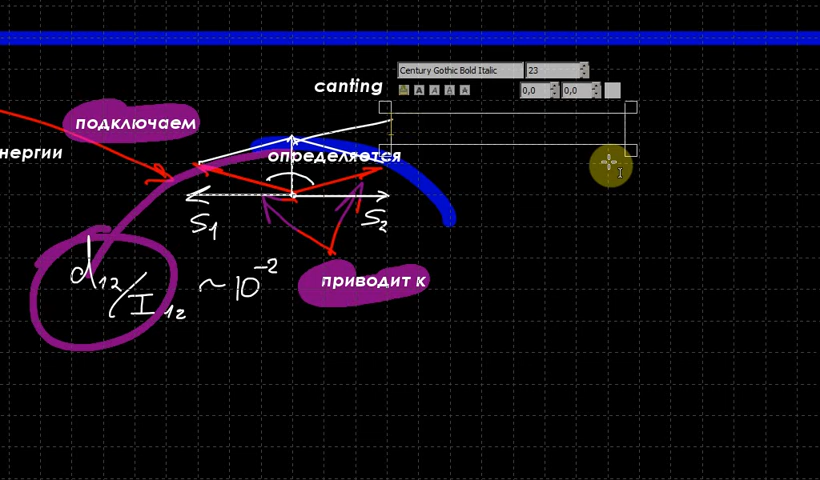 Century Gothic Bold Italic 23
canting
0,0 0,0
подключаем
нергии
определяется
S1 S2
d12/I12 ~ 10^-2
приводит к